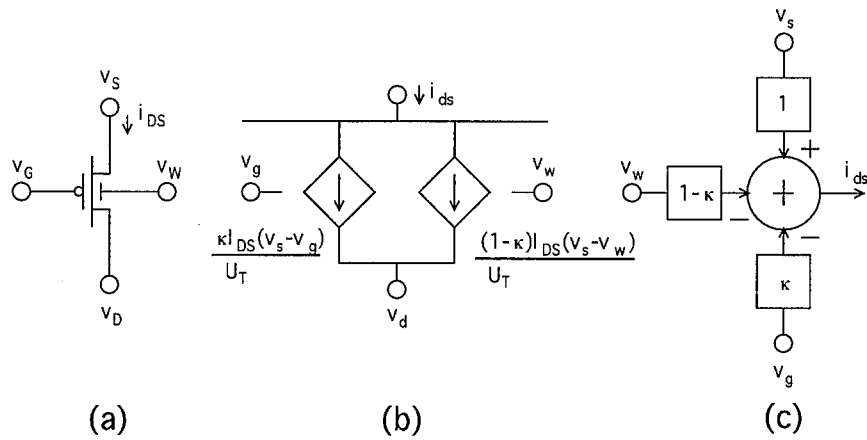 v_S
i_DS
v_G
v_W
v_D
(a)
i_ds
v_g
v_w
κI_DS(v_s-v_g)
U_T
(1-κ)I_DS(v_s-v_w)
U_T
v_d
(b)
v_s
1
+
v_w
1-κ
+
i_ds
−
−
κ
v_g
(c)